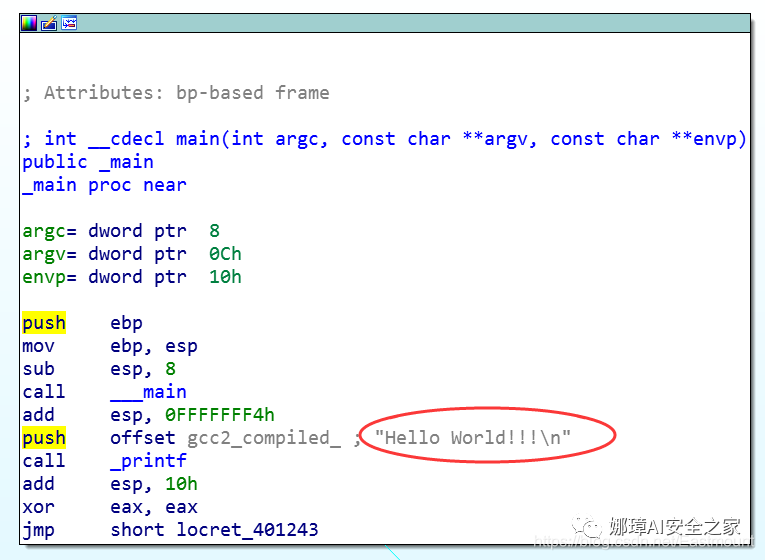 ; Attributes: bp-based frame
; int __cdecl main(int argc, const char **argv, const char **envp)
public _main
_main proc near
argc= dword ptr  8
argv= dword ptr  0Ch
envp= dword ptr  10h
push    ebp
mov     ebp, esp
sub     esp, 8
call    ___main
add     esp, 0FFFFFFF4h
push    offset gcc2_compiled_ ; "Hello World!!!\n"
call    _printf
add     esp, 10h
xor     eax, eax
jmp     short locret_401243
娜璋AI安全之家
https://blog.csdn.net/Eastmount